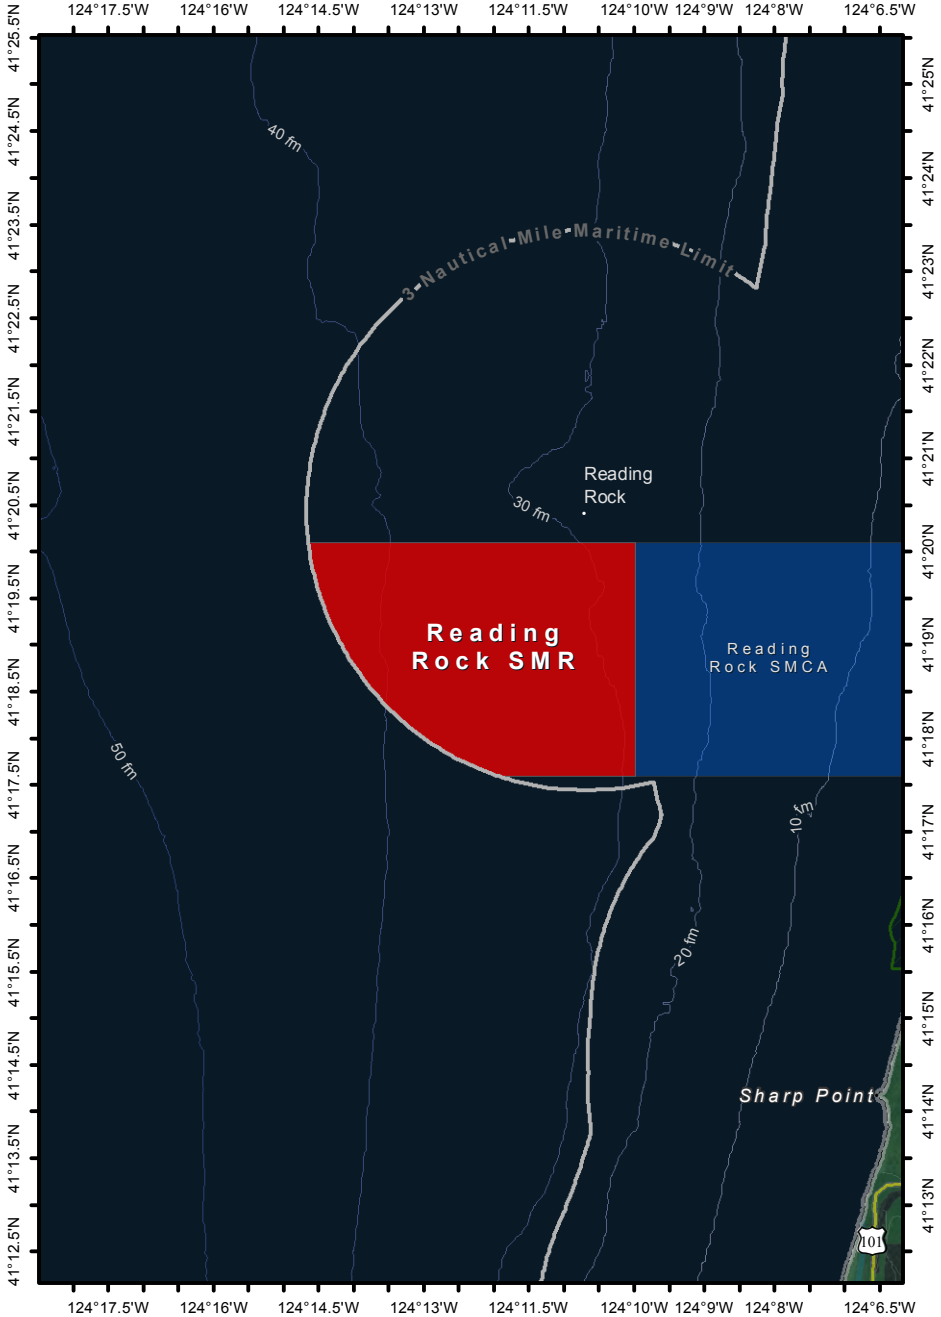 124°17.5'W 124°16'W 124°14.5'W 124°13'W 124°11.5'W 124°10'W 124°9'W 124°8'W 124°6.5'W
41°25.5'N
41°25'N
41°24.5'N
40 fm
41°24'N
41°23.5'N
3 Nautical Mile Maritime Limit
41°23'N
41°22.5'N
41°22'N
41°21.5'N
41°21'N
Reading
Rock
41°20.5'N
30 fm
41°20'N
41°19.5'N
Reading
Rock SMR
41°19'N
Reading
Rock SMCA
41°18.5'N
41°18'N
50 fm
41°17.5'N
10 fm
41°17'N
41°16.5'N
41°16'N
20 fm
41°15.5'N
41°15'N
41°14.5'N
Sharp Point
41°14'N
41°13.5'N
41°13'N
101
41°12.5'N
124°17.5'W 124°16'W 124°14.5'W 124°13'W 124°11.5'W 124°10'W 124°9'W 124°8'W 124°6.5'W